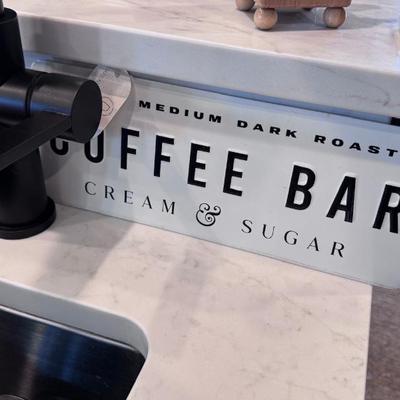 MEDIUM DARK ROAST
COFFEE BAR
CREAM & SUGAR